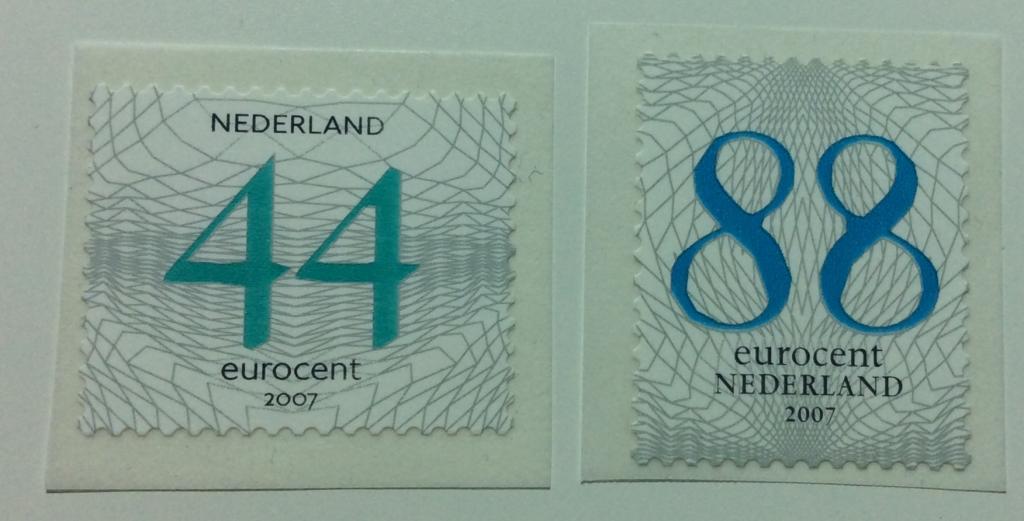 NEDERLAND
44
eurocent
2007
88
eurocent
NEDERLAND
2007